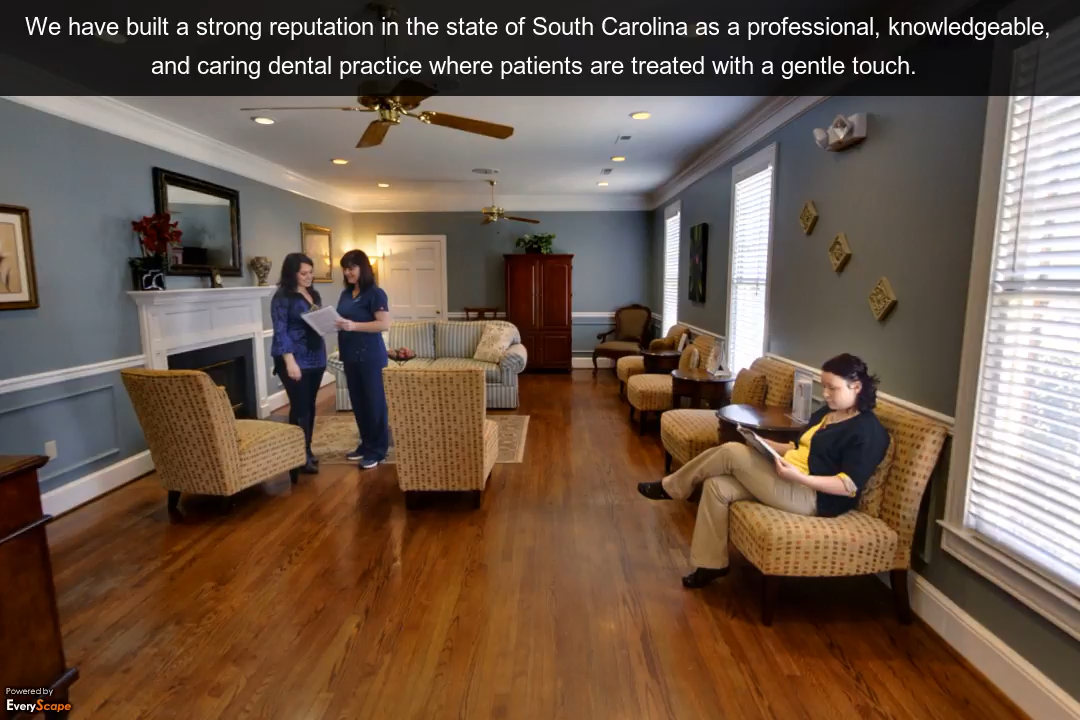 We have built a strong reputation in the state of South Carolina as a professional, knowledgeable,
and caring dental practice where patients are treated with a gentle touch.
Powered by
EveryScape